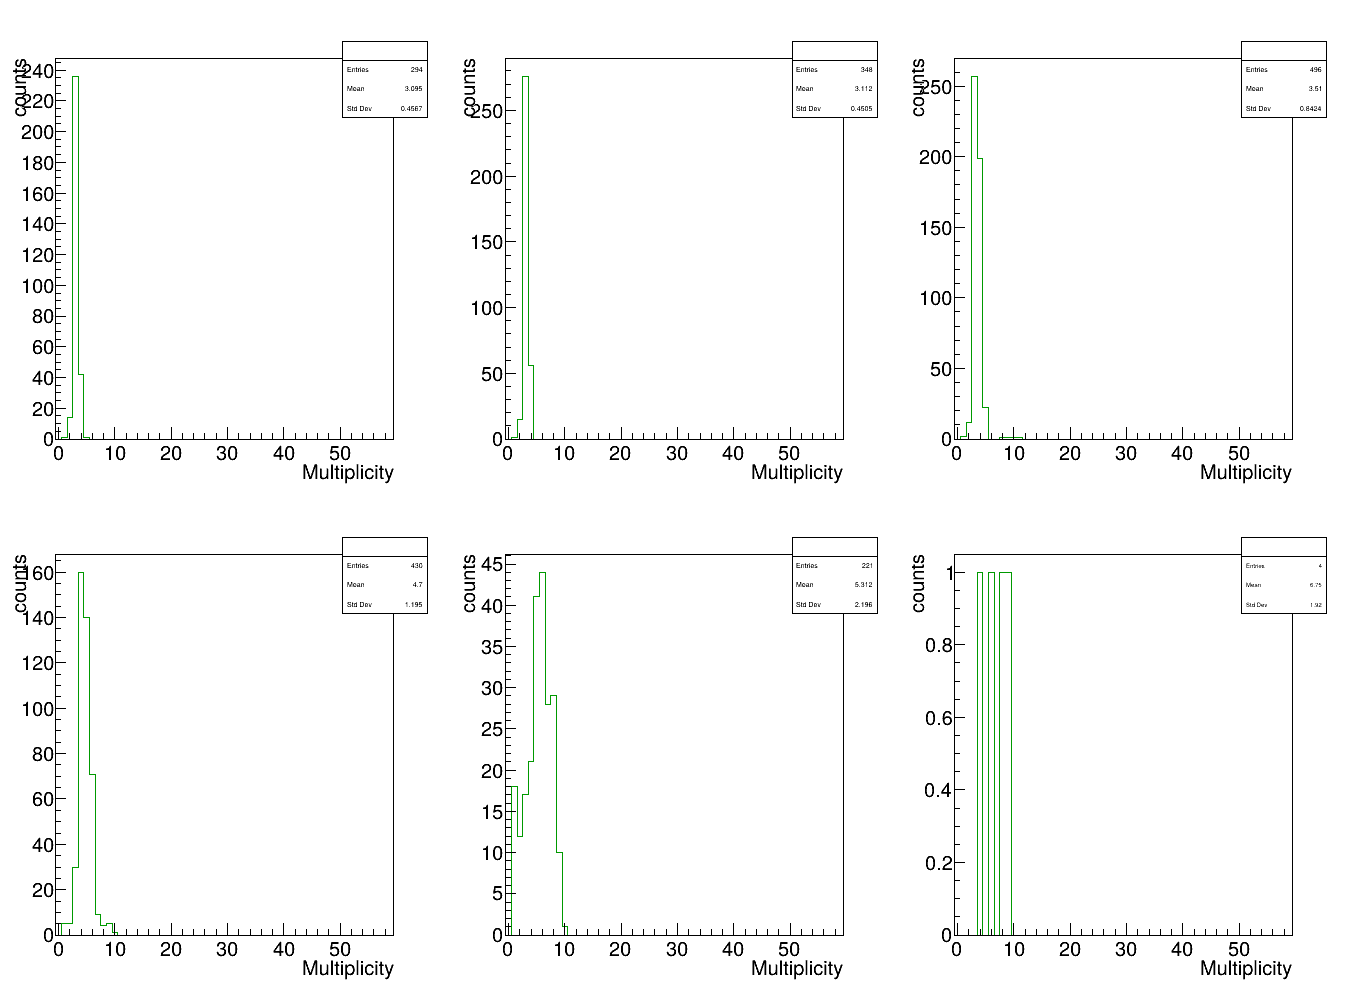 counts
240
220
200
180
160
140
120
100
80
60
40
20
0
0 10 20 30 40 50
Multiplicity
Entries 294
Mean 3.095
Std Dev 0.4567
counts
250
200
150
100
50
0
0 10 20 30 40 50
Multiplicity
Entries 348
Mean 3.112
Std Dev 0.4505
counts
250
200
150
100
50
0
0 10 20 30 40 50
Multiplicity
Entries 496
Mean 3.51
Std Dev 0.8424
counts
160
140
120
100
80
60
40
20
0
0 10 20 30 40 50
Multiplicity
Entries 430
Mean 4.7
Std Dev 1.195
counts
45
40
35
30
25
20
15
10
5
0
0 10 20 30 40 50
Multiplicity
Entries 221
Mean 5.312
Std Dev 2.196
counts
1
0.8
0.6
0.4
0.2
0
0 10 20 30 40 50
Multiplicity
Entries 4
Mean 6.75
Std Dev 1.92